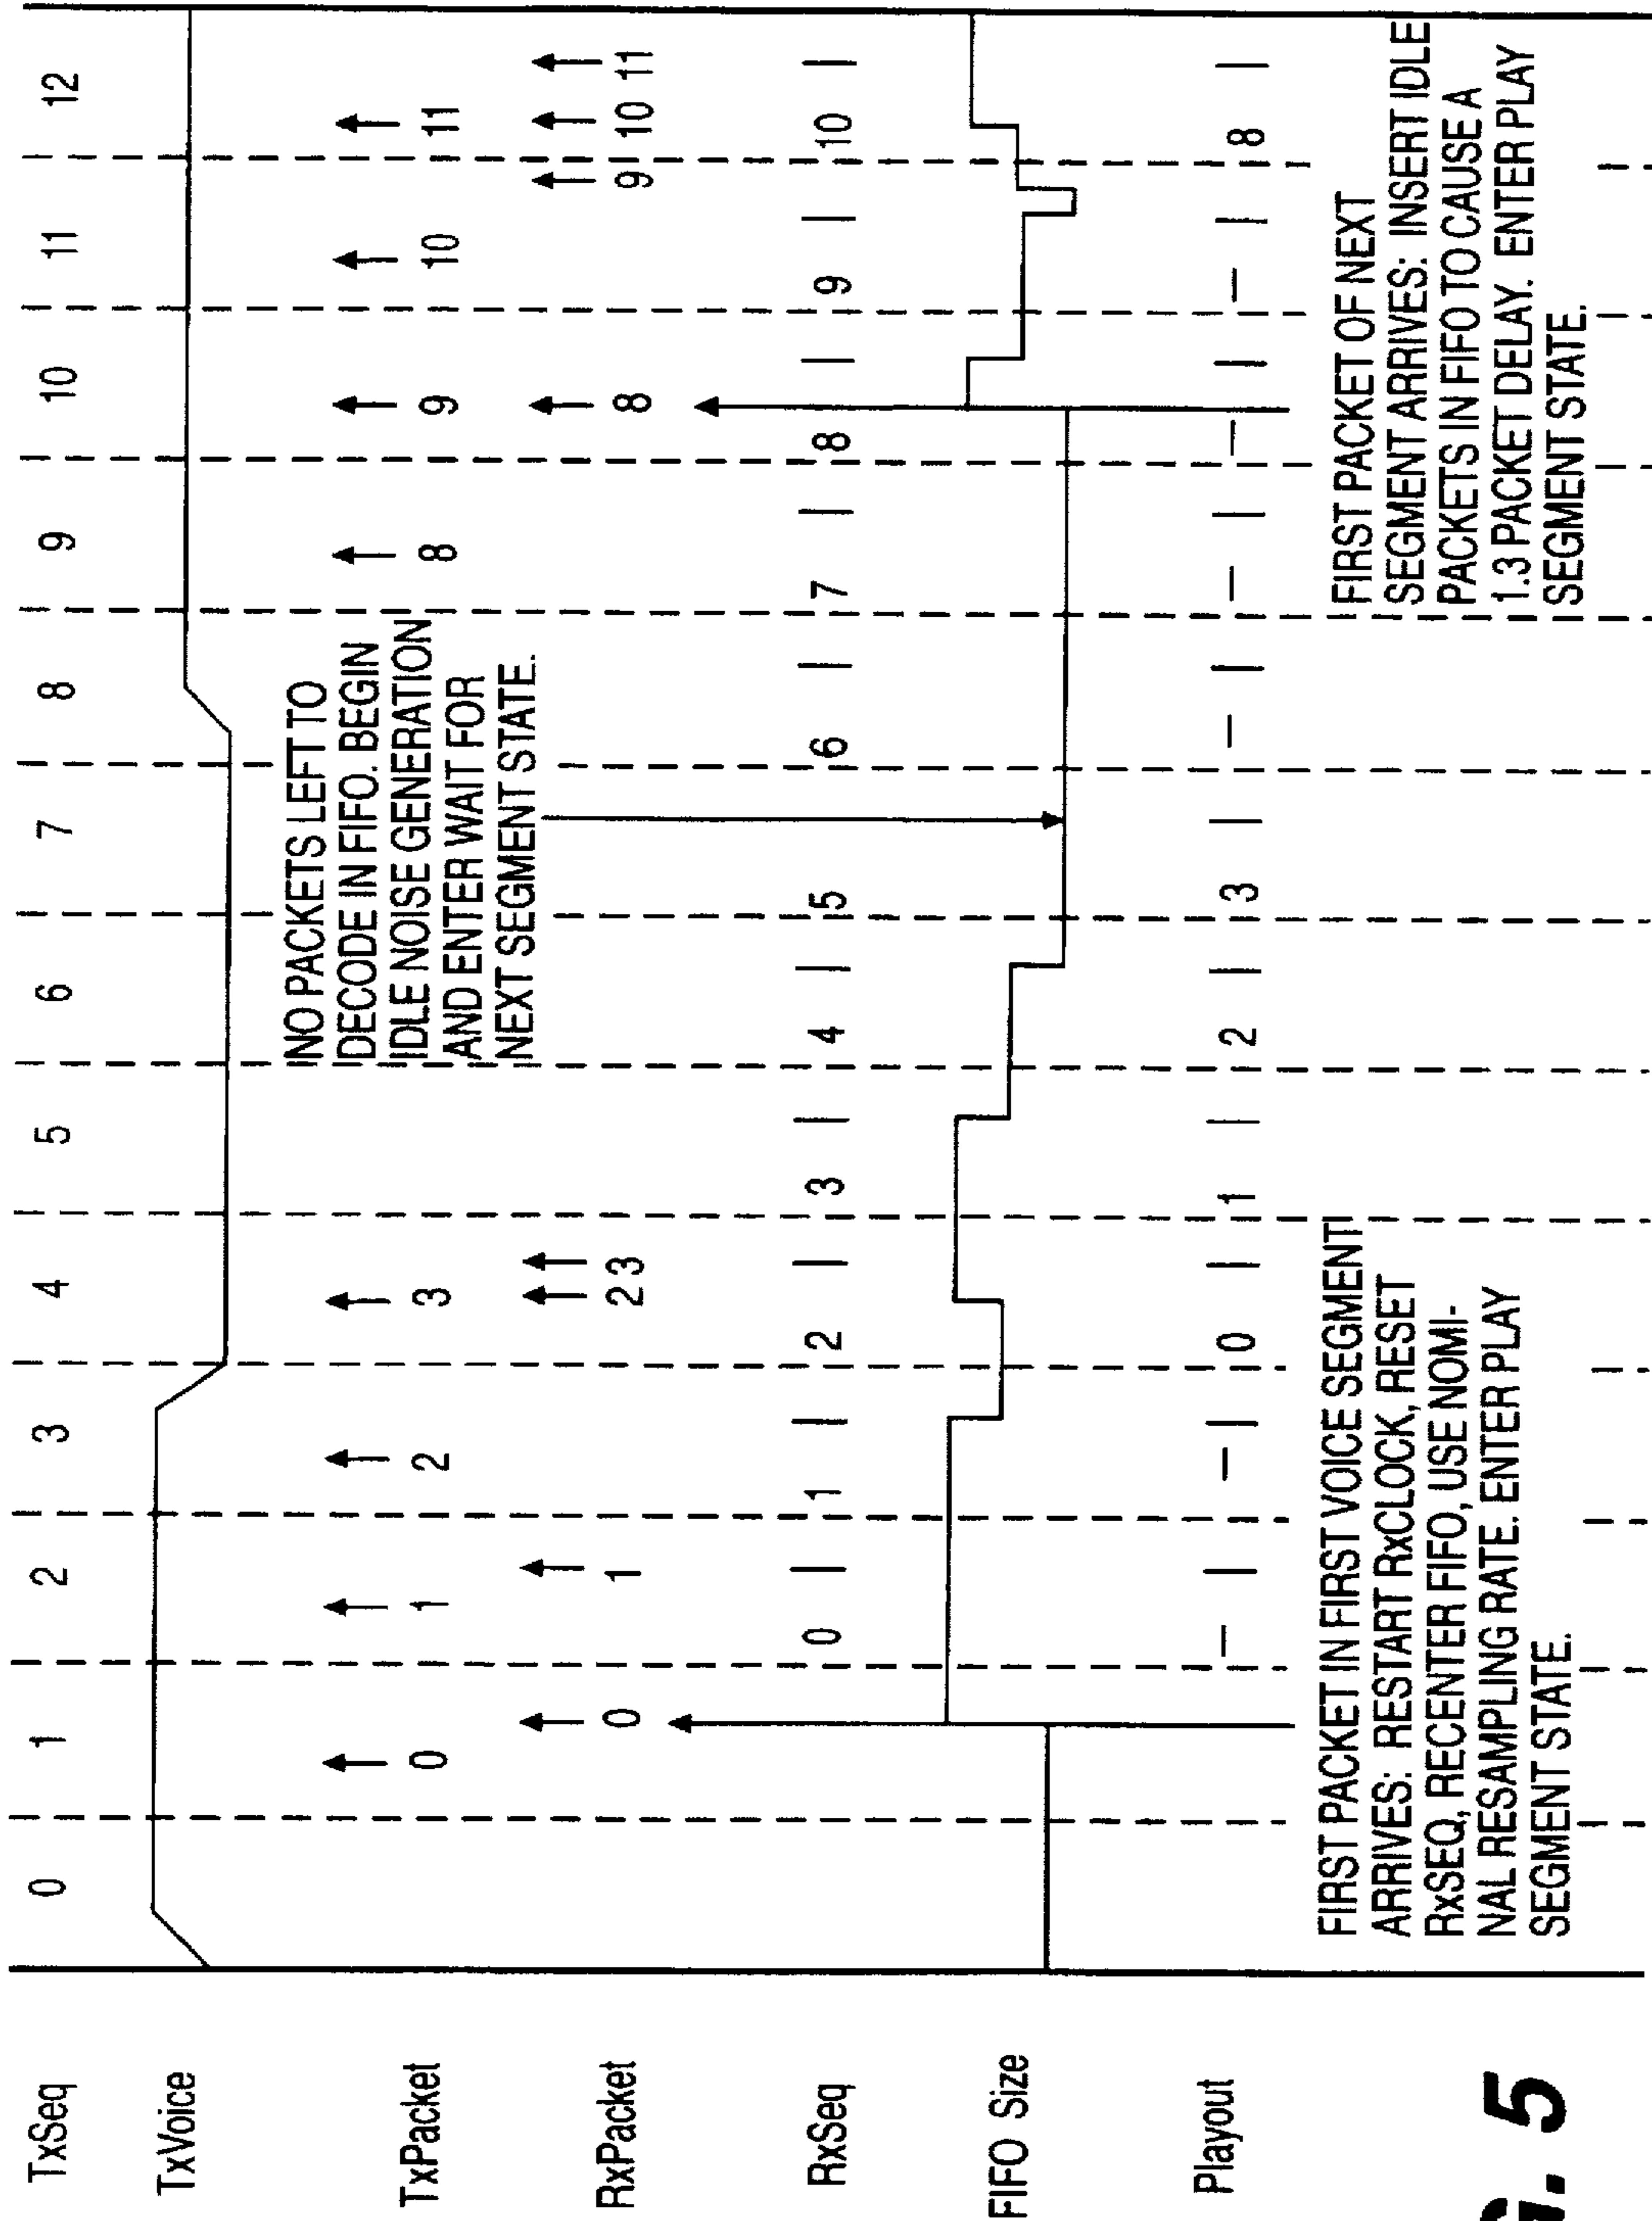 TxSeq 0 1 2 3 4 5 6 7 8 9 10 11 12
TxVoice
NO PACKETS LEFT TO
DECODE IN FIFO. BEGIN
IDLE NOISE GENERATION
AND ENTER WAIT FOR
NEXT SEGMENT STATE.
TxPacket 0 1 2 3 8 9 10 11
RxPacket 0 1 2 3 8 9 10 11
RxSeq 0 | 1 | 2 | 3 | 4 | 5 | 6 | 7 | 8 | 9 | 10 |
FIFO Size
Playout – | – | 0 | 1 | 2 | 3 | – | – | – | – | 8 |
FIRST PACKET IN FIRST VOICE SEGMENT
ARRIVES: RESTART RxCLOCK, RESET
RxSEQ, RECENTER FIFO, USE NOMI-
NAL RESAMPLING RATE. ENTER PLAY
SEGMENT STATE.
FIRST PACKET OF NEXT
SEGMENT ARRIVES: INSERT IDLE
PACKETS IN FIFO TO CAUSE A
1.3 PACKET DELAY. ENTER PLAY
SEGMENT STATE.
5